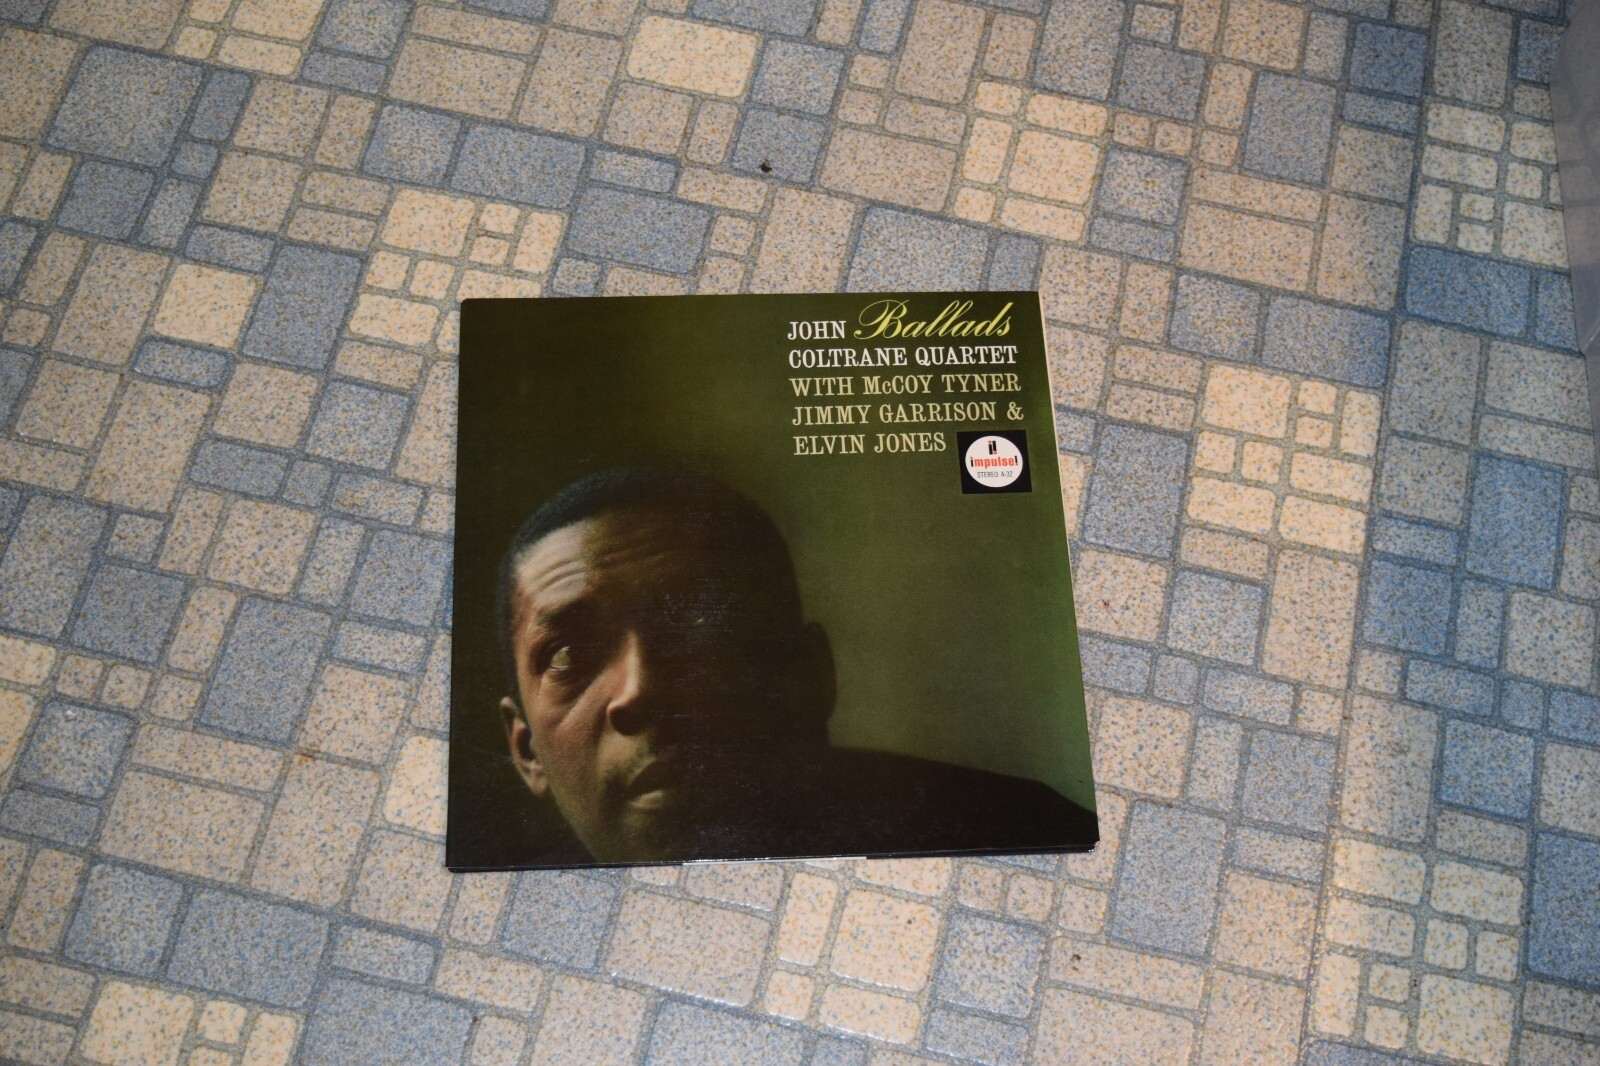 JOHN Ballads
COLTRANE QUARTET
WITH McCOY TYNER
JIMMY GARRISON &
ELVIN JONES
i!
impulse!
STEREO A-32